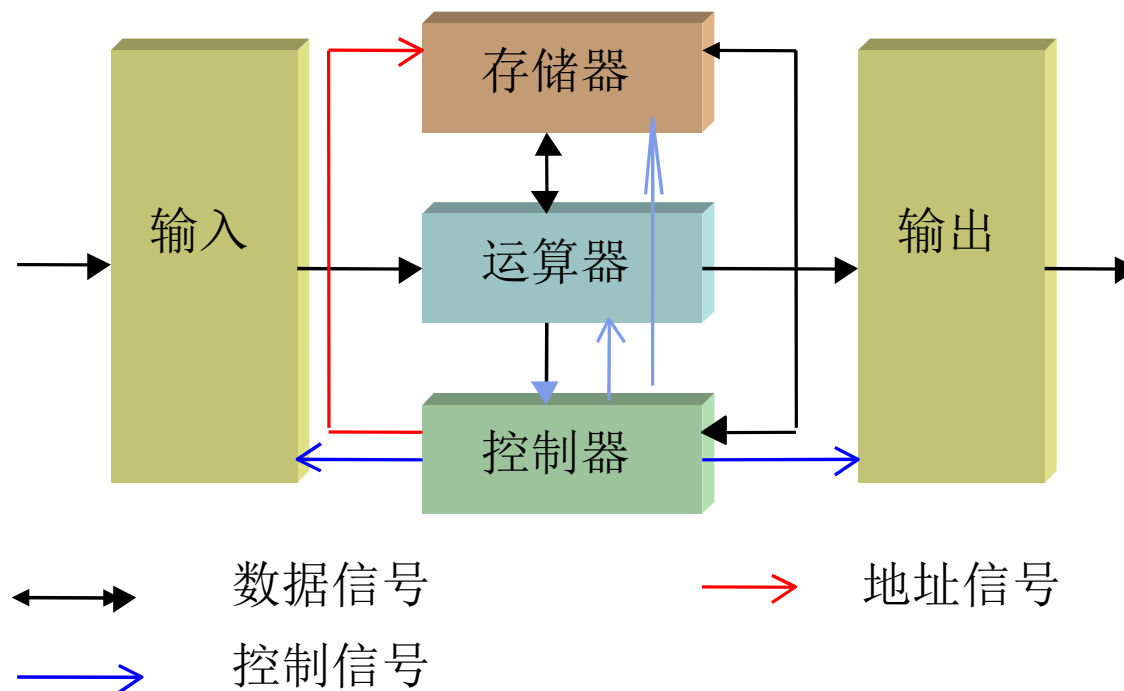 存储器
输入
运算器
输出
控制器
数据信号
地址信号
控制信号